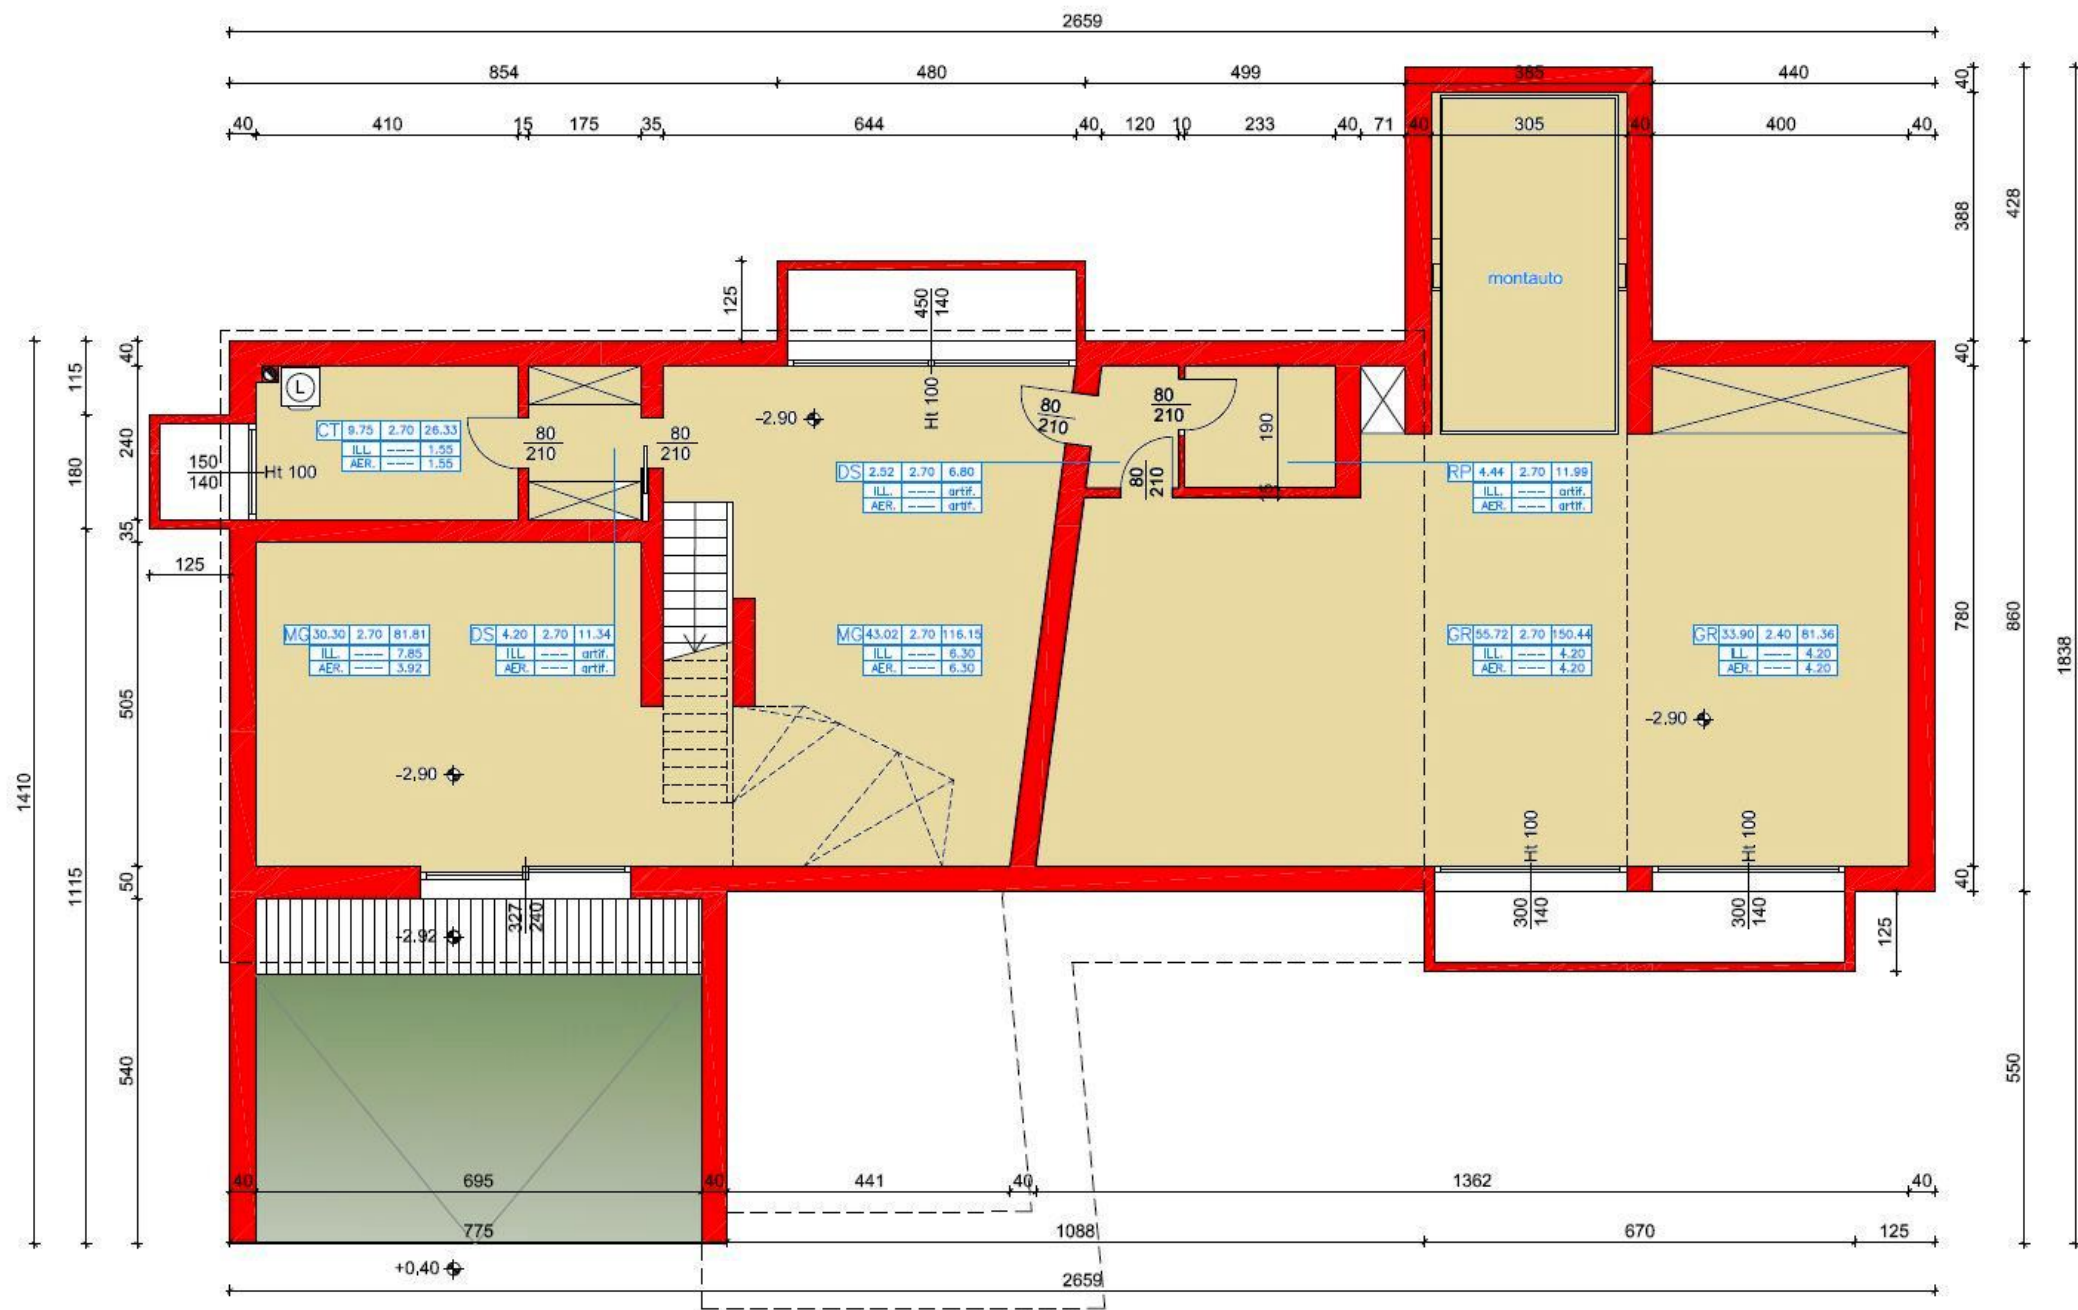 2659
854 480 499 385 440
40 410 15 175 35 644 40 120 10 233 40 71 40 305 40 400 40
40
388
428
montauto
125
450
140
Ht 100
40
115
40
240
180
L
150
140
Ht 100
CT 9.75 2.70 26.33
ILL. --- 1.55
AER. --- 1.55
80
210
80
210
-2.90
80
210
80
210
80
210
190
15
DS 2.52 2.70 6.80
ILL. --- artif.
AER. --- artif.
RP 4.44 2.70 11.99
ILL. --- artif.
AER. --- artif.
35
125
MG 30.30 2.70 81.81
ILL. --- 7.85
AER. --- 3.92
DS 4.20 2.70 11.34
ILL. --- artif.
AER. --- artif.
MG 43.02 2.70 116.15
ILL. --- 6.30
AER. --- 6.30
GR 55.72 2.70 150.44
ILL. --- 4.20
AER. --- 4.20
GR 33.90 2.40 81.36
ILL. --- 4.20
AER. --- 4.20
780
860
1838
505
-2.90
-2,90
1410
1115
50
Ht 100
Ht 100
40
327
240
-2.92
300
140
300
140
125
540
550
40 695 40 441 40 1362 40
775 1088 670 125
+0,40
2659